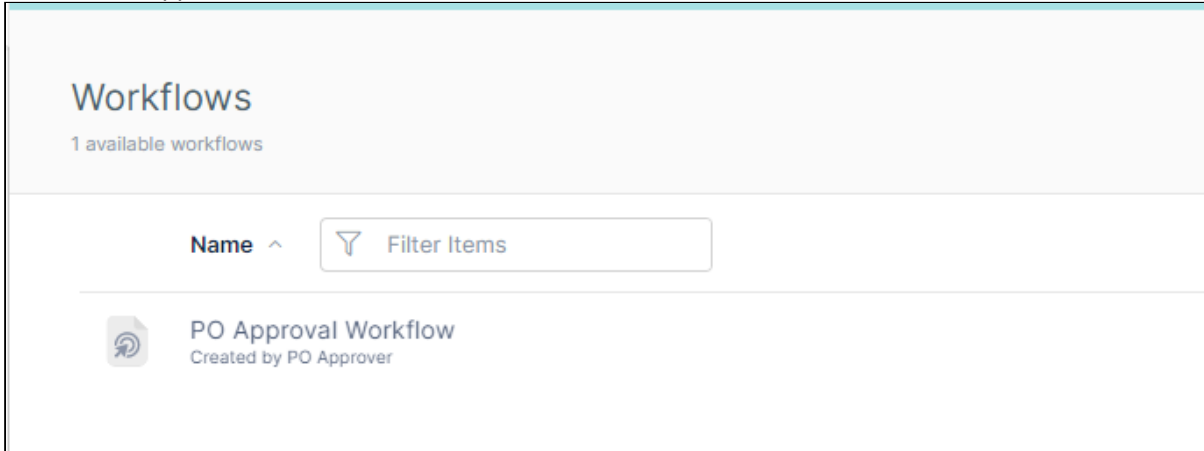 Workflows
1 available workflows
Name
Filter Items
PO Approval Workflow
Created by PO Approver